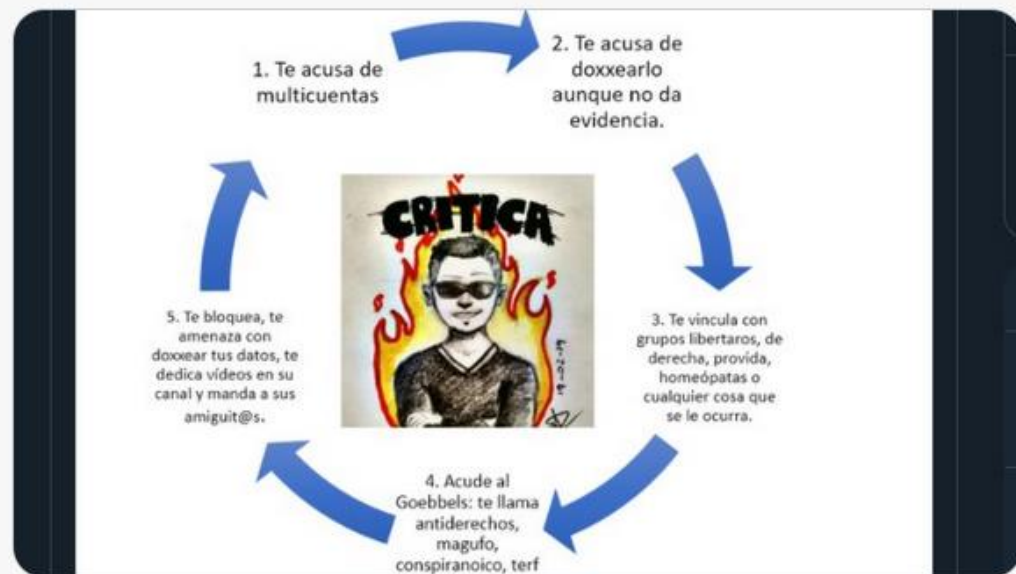 1. Te acusa de
multicuentas
2. Te acusa de
doxxearlo
aunque no da
evidencia.
CRITICA
3. Te vincula con
grupos libertaros, de
derecha, provida,
homeópatas o
cualquier cosa que
se le ocurra.
4. Acude al
Goebbels: te llama
antiderechos,
magufo,
conspiranoico, terf
5. Te bloquea, te
amenaza con
doxxear tus datos, te
dedica vídeos en su
canal y manda a sus
amiguit@s.